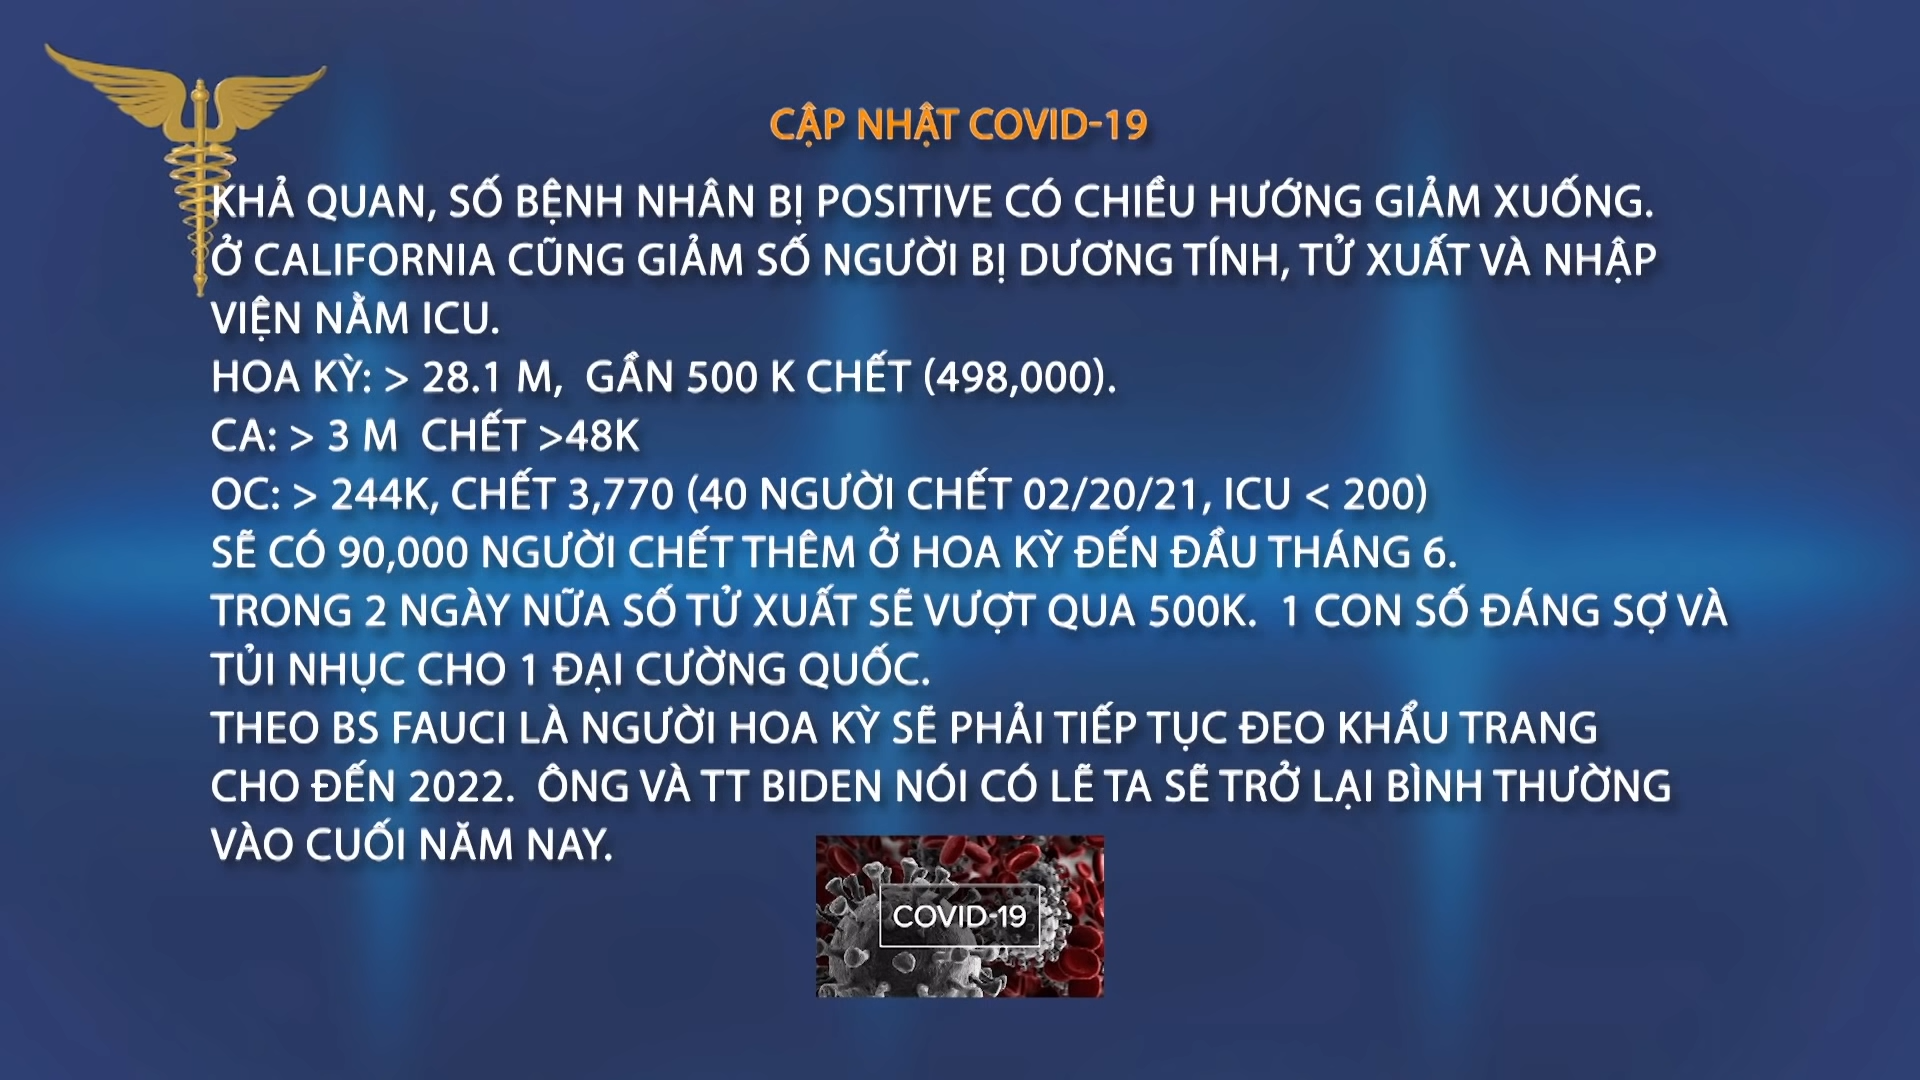 CẬP NHẬT COVID-19
KHẢ QUAN, SỐ BỆNH NHÂN BỊ POSITIVE CÓ CHIỀU HƯỚNG GIẢM XUỐNG.
Ở CALIFORNIA CŨNG GIẢM SỐ NGƯỜI BỊ DƯƠNG TÍNH, TỬ XUẤT VÀ NHẬP
VIỆN NẰM ICU.
HOA KỲ: > 28.1 M,  GẦN 500 K CHẾT (498,000).
CA: > 3 M  CHẾT >48K
OC: > 244K, CHẾT 3,770 (40 NGƯỜI CHẾT 02/20/21, ICU < 200)
SẼ CÓ 90,000 NGƯỜI CHẾT THÊM Ở HOA KỲ ĐẾN ĐẦU THÁNG 6.
TRONG 2 NGÀY NỮA SỐ TỬ XUẤT SẼ VƯỢT QUA 500K.  1 CON SỐ ĐÁNG SỢ VÀ
TỦI NHỤC CHO 1 ĐẠI CƯỜNG QUỐC.
THEO BS FAUCI LÀ NGƯỜI HOA KỲ SẼ PHẢI TIẾP TỤC ĐEO KHẨU TRANG
CHO ĐẾN 2022.  ÔNG VÀ TT BIDEN NÓI CÓ LẼ TA SẼ TRỞ LẠI BÌNH THƯỜNG
VÀO CUỐI NĂM NAY.
COVID-19